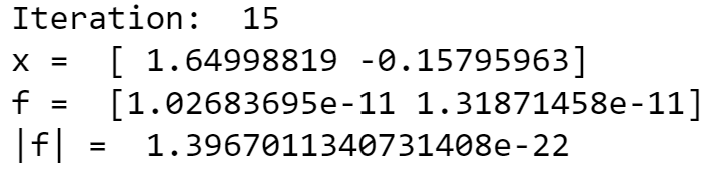 Iteration:  15
x =  [ 1.64998819 -0.15795963]
f =  [1.02683695e-11 1.31871458e-11]
|f| =  1.3967011340731408e-22